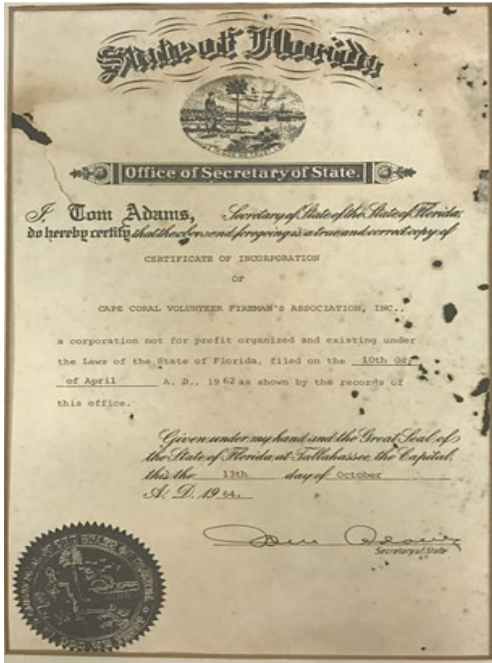 State of Florida
Office of Secretary of State.
I, Tom Adams, Secretary of State of the State of Florida,
do hereby certify that the above and foregoing is a true and correct copy of
CERTIFICATE OF INCORPORATION
OF
CAPE CORAL VOLUNTEER FIREMAN'S ASSOCIATION, INC.,
a corporation not for profit organized and existing under
the Laws of the State of Florida, filed on the 10th day
of April A. D., 1962 as shown by the records of
this office.
Given under my hand and the Great Seal of
the State of Florida, at Tallahassee, the Capital,
this the 13th day of October
A. D. 1964.
Tom Adams
Secretary of State